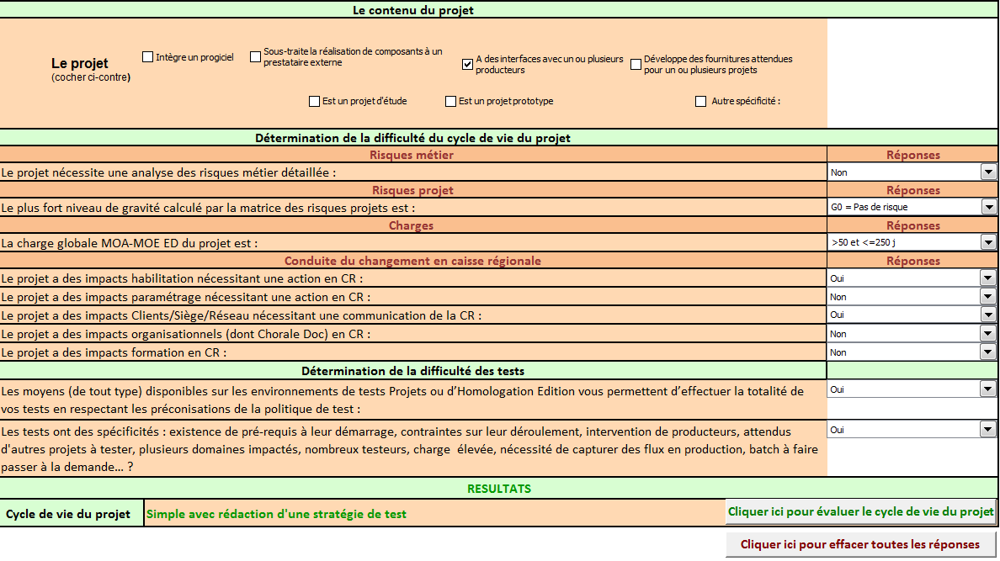 Le contenu du projet
Le projet
(cocher ci-contre)
Intègre un progiciel
Sous-traite la réalisation de composants à un
prestataire externe
A des interfaces avec un ou plusieurs
producteurs
Développe des fournitures attendues
pour un ou plusieurs projets
Est un projet d'étude
Est un projet prototype
Autre spécificité :
Détermination de la difficulté du cycle de vie du projet
Risques métier Réponses
Le projet nécessite une analyse des risques métier détaillée : Non
Risques projet Réponses
Le plus fort niveau de gravité calculé par la matrice des risques projets est : G0 = Pas de risque
Charges Réponses
La charge globale MOA-MOE ED du projet est : >50 et <=250 j
Conduite du changement en caisse régionale Réponses
Le projet a des impacts habilitation nécessitant une action en CR : Oui
Le projet a des impacts paramétrage nécessitant une action en CR : Non
Le projet a des impacts Clients/Siège/Réseau nécessitant une communication de la CR : Oui
Le projet a des impacts organisationnels (dont Chorale Doc) en CR : Non
Le projet a des impacts formation en CR : Non
Détermination de la difficulté des tests
Les moyens (de tout type) disponibles sur les environnements de tests Projets ou d'Homologation Edition vous permettent d'effectuer la totalité de Oui
vos tests en respectant les préconisations de la politique de test :
Les tests ont des spécificités : existence de pré-requis à leur démarrage, contraintes sur leur déroulement, intervention de producteurs, attendus Oui
d'autres projets à tester, plusieurs domaines impactés, nombreux testeurs, charge élevée, nécessité de capturer des flux en production, batch à faire
passer à la demande... ?
RESULTATS
Cycle de vie du projet Simple avec rédaction d'une stratégie de test Cliquer ici pour évaluer le cycle de vie du projet
Cliquer ici pour effacer toutes les réponses